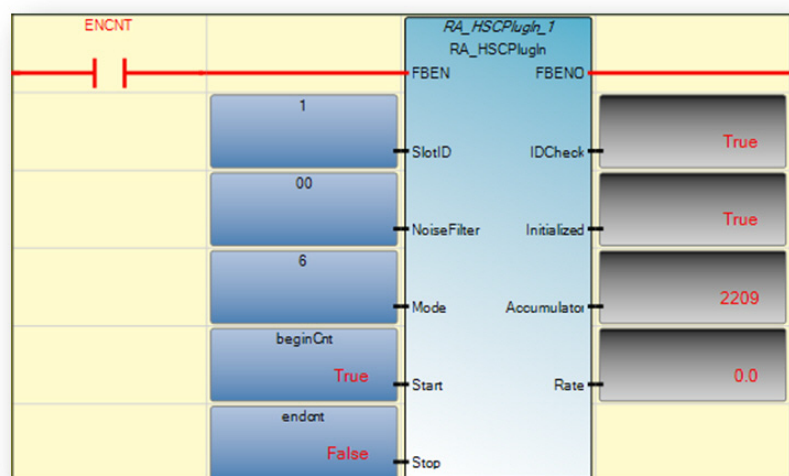 ENCNT
RA_HSCPlugIn_1
RA_HSCPlugIn
FBEN FBENO
1
SlotID IDCheck True
00
NoiseFilter Initialized True
6
Mode Accumulator 2209
beginCnt
True Start Rate 0.0
endcnt
False Stop